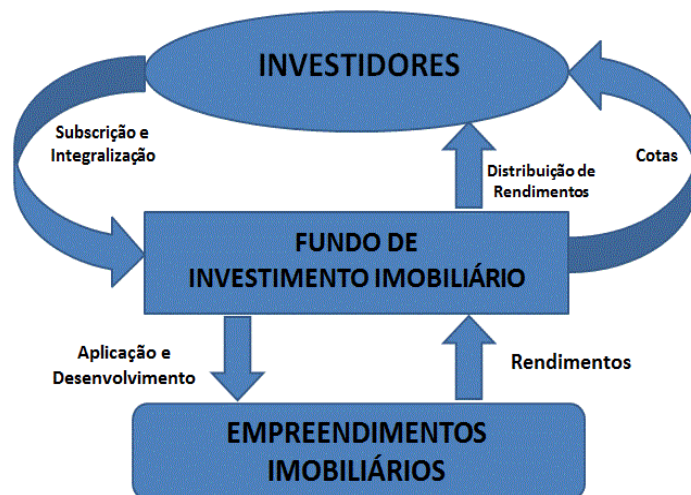 INVESTIDORES
Subscrição e
Integralização
Distribuição de
Rendimentos
Cotas
FUNDO DE
INVESTIMENTO IMOBILIÁRIO
Aplicação e
Desenvolvimento
Rendimentos
EMPREENDIMENTOS
IMOBILIÁRIOS